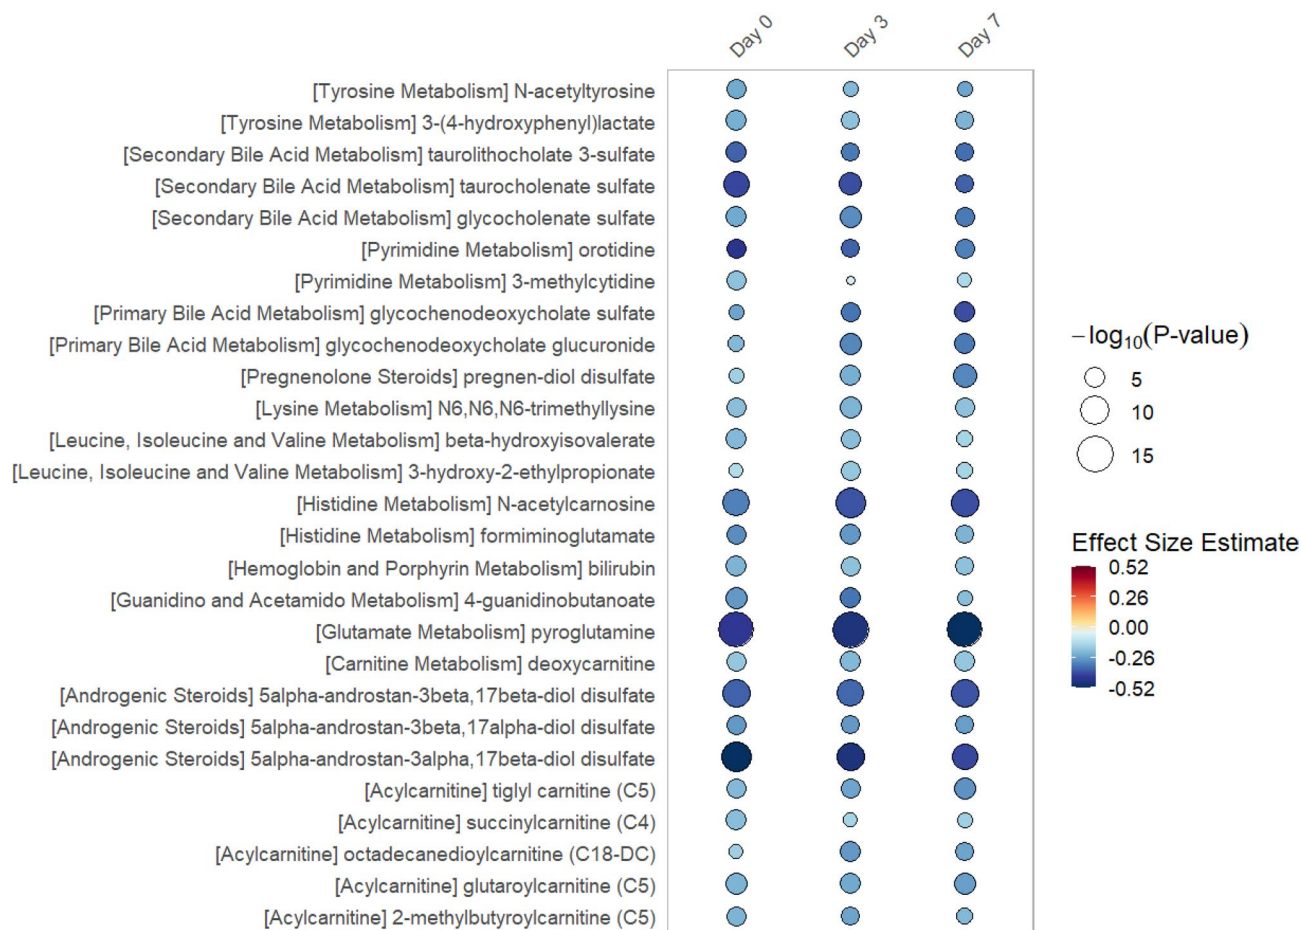 Day 0 Day 3 Day 7
[Tyrosine Metabolism] N-acetyltyrosine
[Tyrosine Metabolism] 3-(4-hydroxyphenyl)lactate
[Secondary Bile Acid Metabolism] taurolithocholate 3-sulfate
[Secondary Bile Acid Metabolism] taurocholenate sulfate
[Secondary Bile Acid Metabolism] glycocholenate sulfate
[Pyrimidine Metabolism] orotidine
[Pyrimidine Metabolism] 3-methylcytidine
[Primary Bile Acid Metabolism] glycochenodeoxycholate sulfate
[Primary Bile Acid Metabolism] glycochenodeoxycholate glucuronide
[Pregnenolone Steroids] pregnen-diol disulfate
[Lysine Metabolism] N6,N6,N6-trimethyllysine
[Leucine, Isoleucine and Valine Metabolism] beta-hydroxyisovalerate
[Leucine, Isoleucine and Valine Metabolism] 3-hydroxy-2-ethylpropionate
[Histidine Metabolism] N-acetylcarnosine
[Histidine Metabolism] formiminoglutamate
[Hemoglobin and Porphyrin Metabolism] bilirubin
[Guanidino and Acetamido Metabolism] 4-guanidinobutanoate
[Glutamate Metabolism] pyroglutamine
[Carnitine Metabolism] deoxycarnitine
[Androgenic Steroids] 5alpha-androstan-3beta,17beta-diol disulfate
[Androgenic Steroids] 5alpha-androstan-3beta,17alpha-diol disulfate
[Androgenic Steroids] 5alpha-androstan-3alpha,17beta-diol disulfate
[Acylcarnitine] tiglyl carnitine (C5)
[Acylcarnitine] succinylcarnitine (C4)
[Acylcarnitine] octadecanedioylcarnitine (C18-DC)
[Acylcarnitine] glutaroylcarnitine (C5)
[Acylcarnitine] 2-methylbutyroylcarnitine (C5)
−log₁₀(P-value)
5
10
15
Effect Size Estimate
0.52
0.26
0.00
-0.26
-0.52